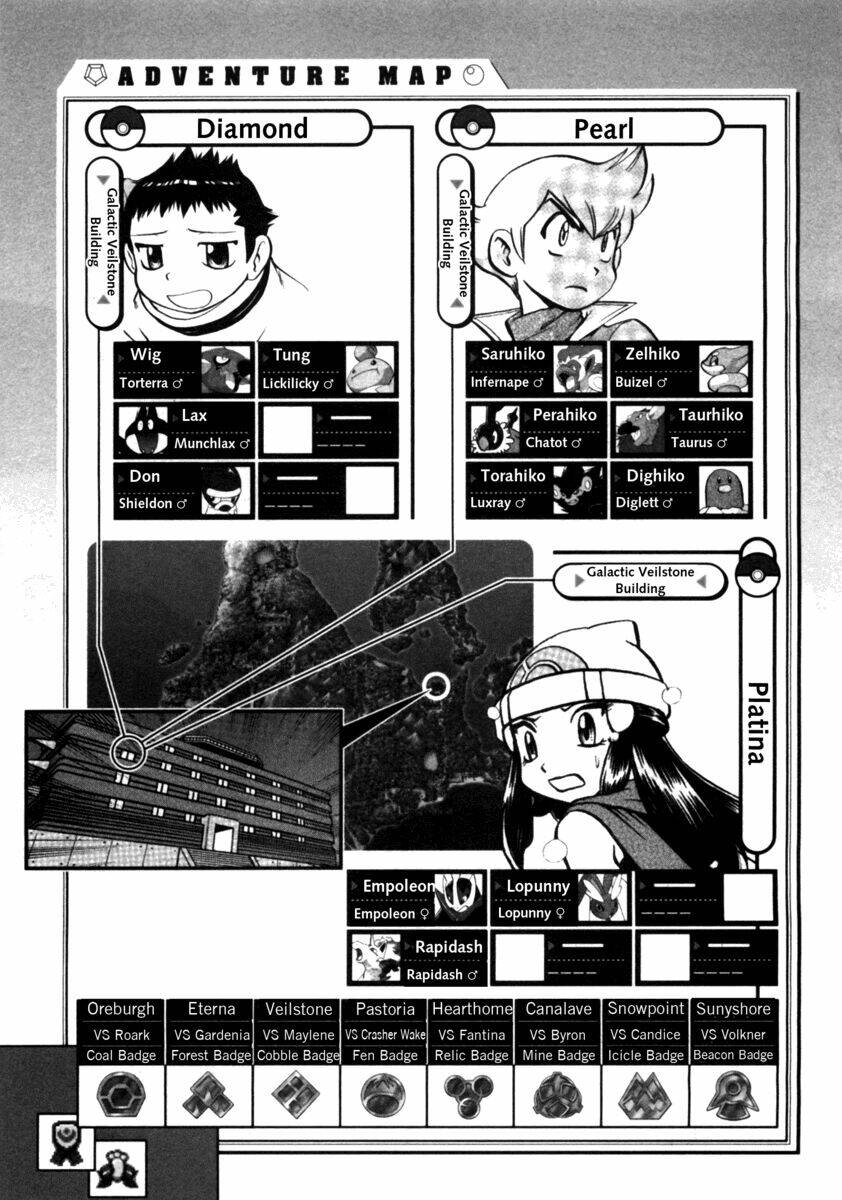 ADVENTURE MAP
Diamond
Galactic Veilstone
Building
Wig
Torterra ♂
Tung
Lickilicky ♂
Lax
Munchlax ♂
Don
Shieldon ♂
Pearl
Galactic Veilstone
Building
Saruhiko
Infernape ♂
Zelhiko
Buizel ♂
Perahiko
Chatot ♂
Taurhiko
Taurus ♂
Torahiko
Luxray ♂
Dighiko
Diglett ♂
Galactic Veilstone
Building
Platina
Empoleon
Empoleon ♀
Lopunny
Lopunny ♀
Rapidash
Rapidash ♂
Oreburgh
VS Roark
Coal Badge
Eterna
VS Gardenia
Forest Badge
Veilstone
VS Maylene
Cobble Badge
Pastoria
VS Crasher Wake
Fen Badge
Hearthome
VS Fantina
Relic Badge
Canalave
VS Byron
Mine Badge
Snowpoint
VS Candice
Icicle Badge
Sunyshore
VS Volkner
Beacon Badge